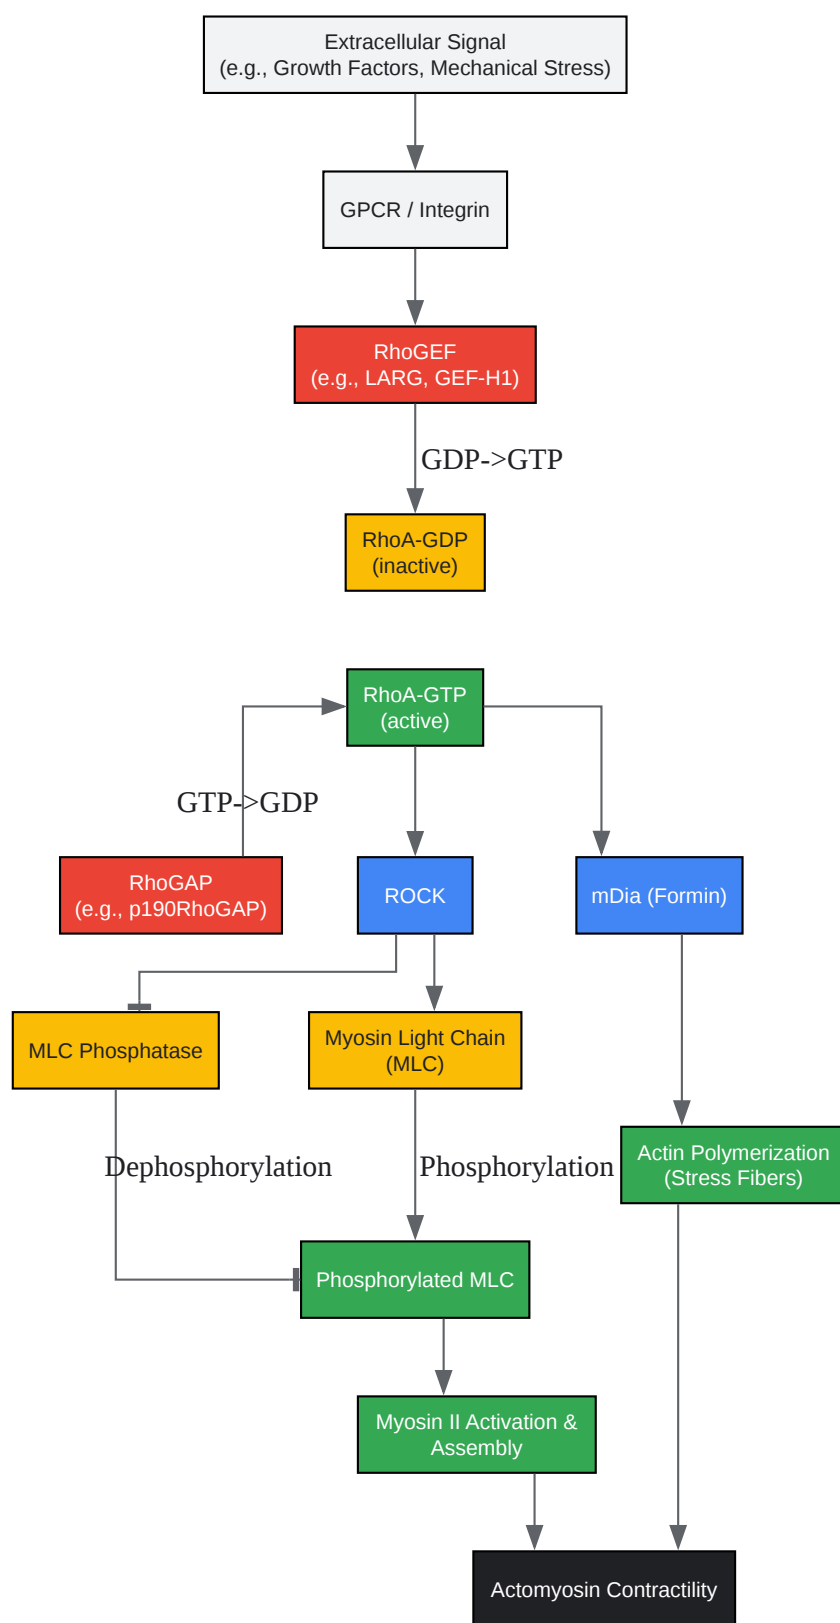 Extracellular Signal
(e.g., Growth Factors, Mechanical Stress)
GPCR / Integrin
RhoGEF
(e.g., LARG, GEF-H1)
GDP->GTP
RhoA-GDP
(inactive)
RhoA-GTP
(active)
GTP->GDP
RhoGAP
(e.g., p190RhoGAP)
ROCK
mDia (Formin)
MLC Phosphatase
Myosin Light Chain
(MLC)
Dephosphorylation
Phosphorylation
Actin Polymerization
(Stress Fibers)
Phosphorylated MLC
Myosin II Activation &
Assembly
Actomyosin Contractility